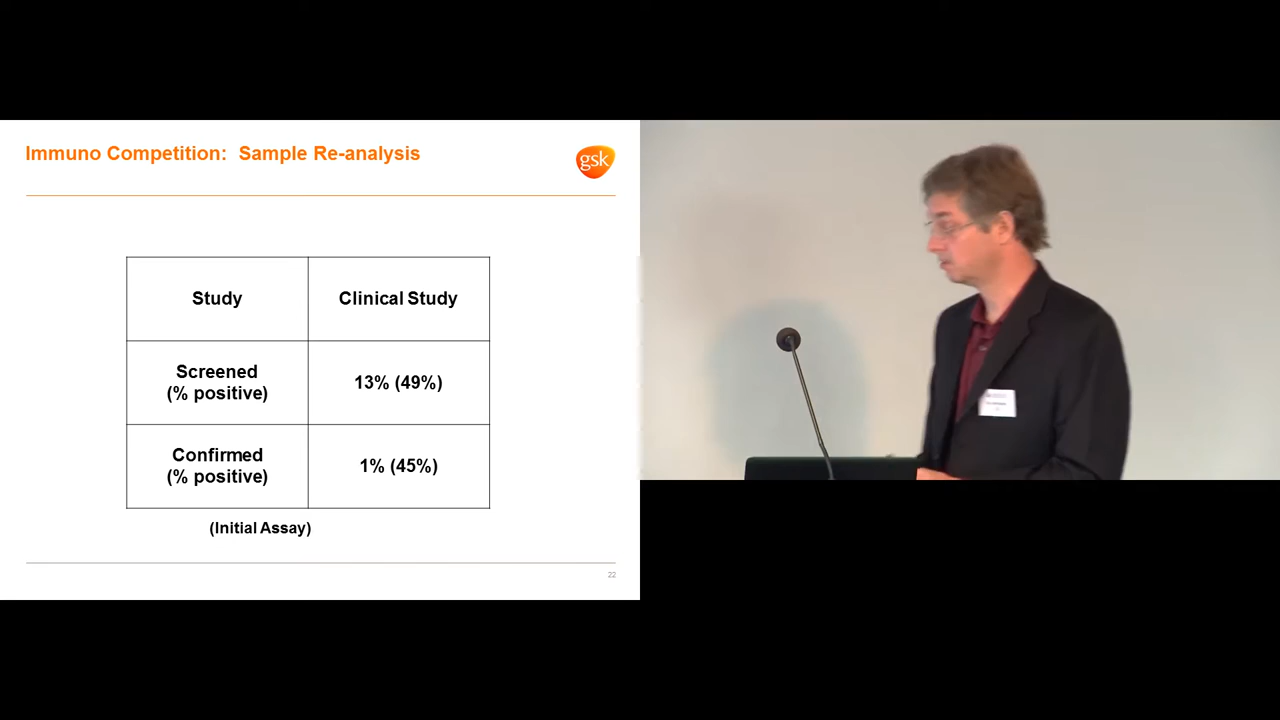 Immuno Competition: Sample Re-analysis
gsk
Study
Clinical Study
Screened
(% positive)
13% (49%)
Confirmed
(% positive)
1% (45%)
(Initial Assay)
22